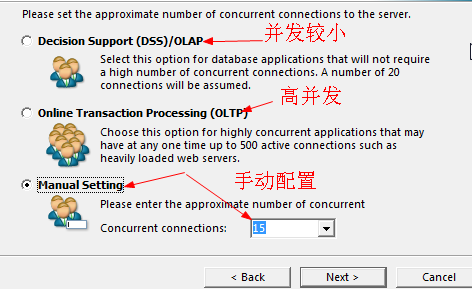 Please set the approximate number of concurrent connections to the server.
Decision Support (DSS)/OLAP
并发较小
Select this option for database applications that will not require
a high number of concurrent connections. A number of 20
connections will be assumed.
Online Transaction Processing (OLTP)
高并发
Choose this option for highly concurrent applications that may
have at any one time up to 500 active connections such as
heavily loaded web servers.
Manual Setting
手动配置
Please enter the approximate number of concurrent
Concurrent connections:
15
< Back
Next >
Cancel